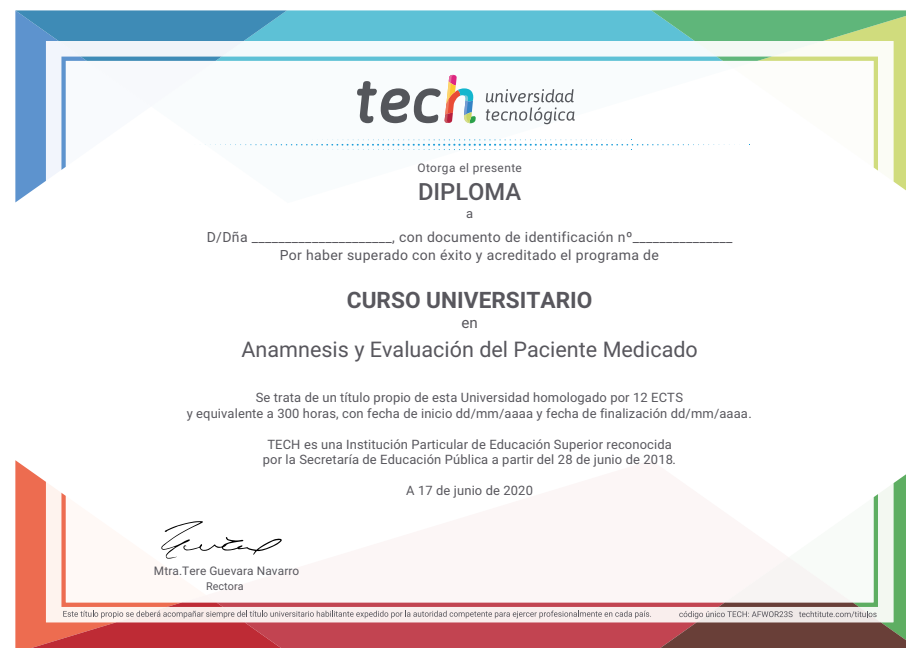 tech universidad
tecnológica
Otorga el presente
DIPLOMA
a
D/Dña _____________________, con documento de identificación nº_______________
Por haber superado con éxito y acreditado el programa de
CURSO UNIVERSITARIO
en
Anamnesis y Evaluación del Paciente Medicado
Se trata de un título propio de esta Universidad homologado por 12 ECTS
y equivalente a 300 horas, con fecha de inicio dd/mm/aaaa y fecha de finalización dd/mm/aaaa.
TECH es una Institución Particular de Educación Superior reconocida
por la Secretaría de Educación Pública a partir del 28 de junio de 2018.
A 17 de junio de 2020
Mtra.Tere Guevara Navarro
Rectora
Este título propio se deberá acompañar siempre del título universitario habilitante expedido por la autoridad competente para ejercer profesionalmente en cada país. código único TECH: AFWOR23S techtitute.com/títulos